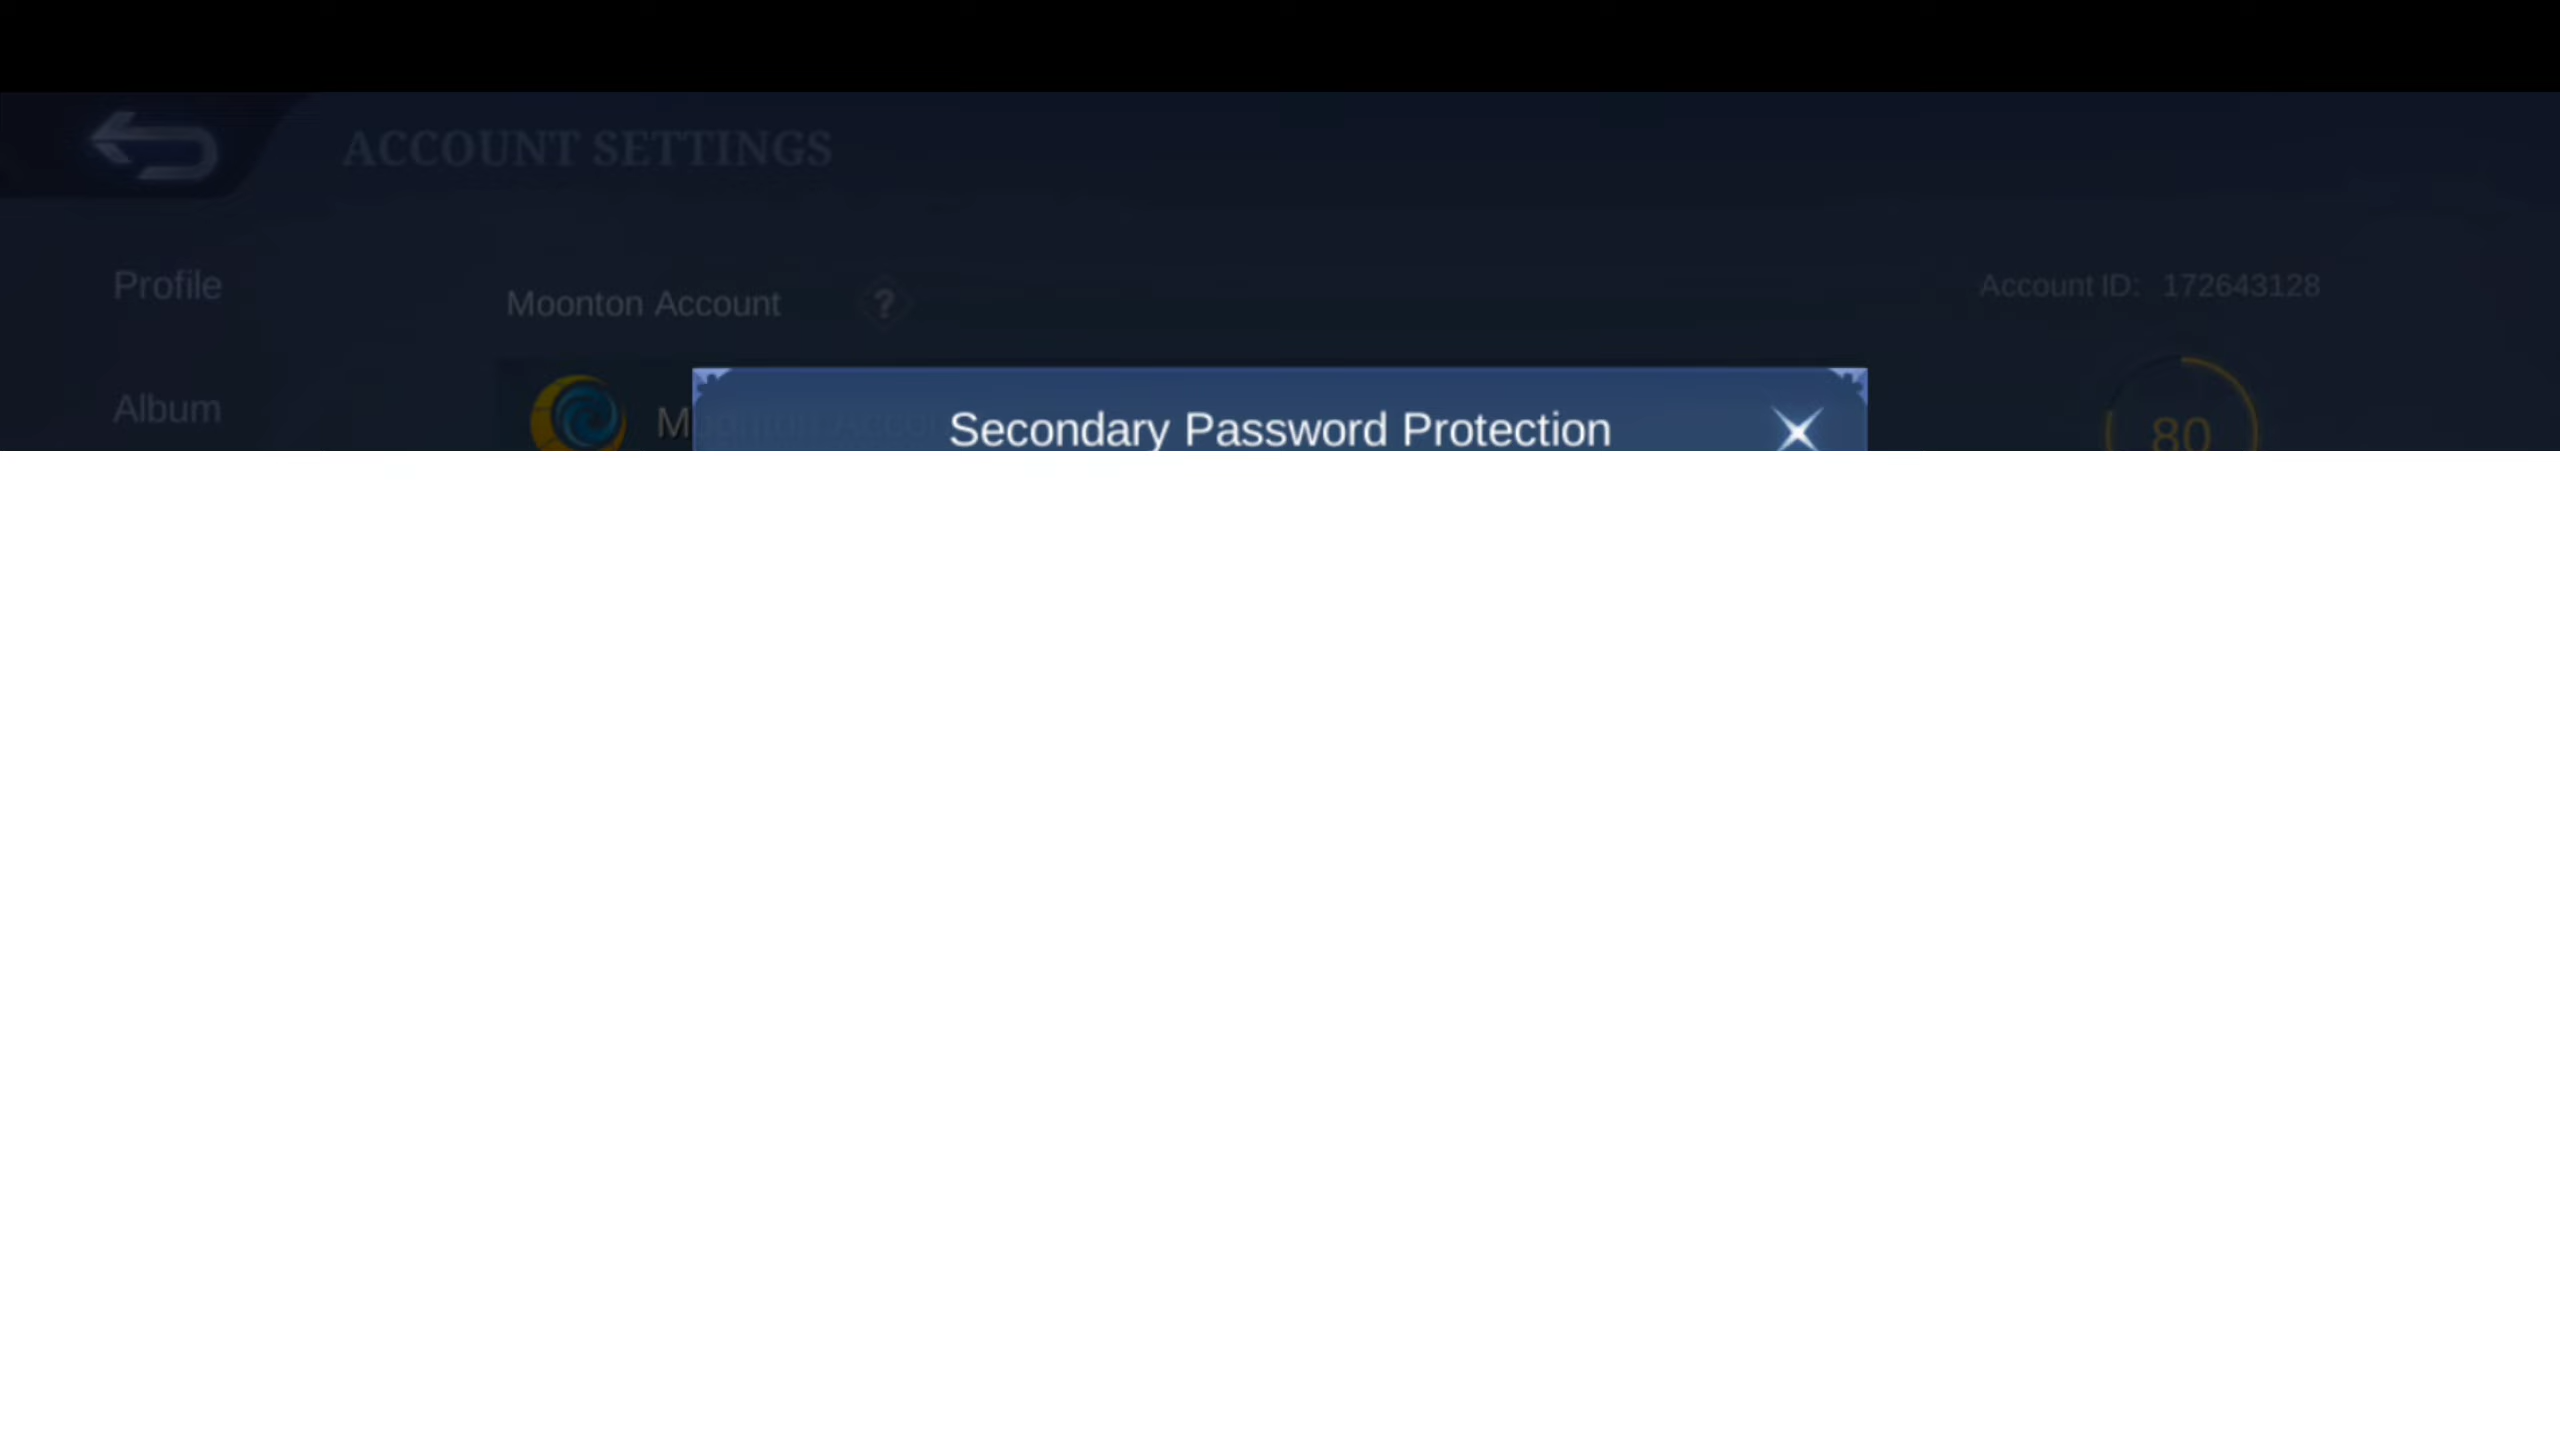 ACCOUNT SETTINGS
Profile
Moonton Account ?
Account ID: 172643128
Album
Secondary Password Protection
80